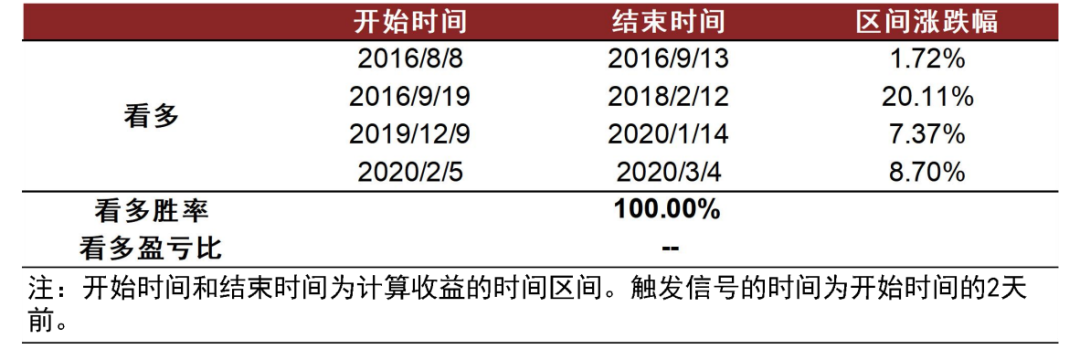 开始时间 结束时间 区间涨跌幅
看多
2016/8/8 2016/9/13 1.72%
2016/9/19 2018/2/12 20.11%
2019/12/9 2020/1/14 7.37%
2020/2/5 2020/3/4 8.70%
看多胜率 100.00%
看多盈亏比 --
注：开始时间和结束时间为计算收益的时间区间。触发信号的时间为开始时间的2天
前。